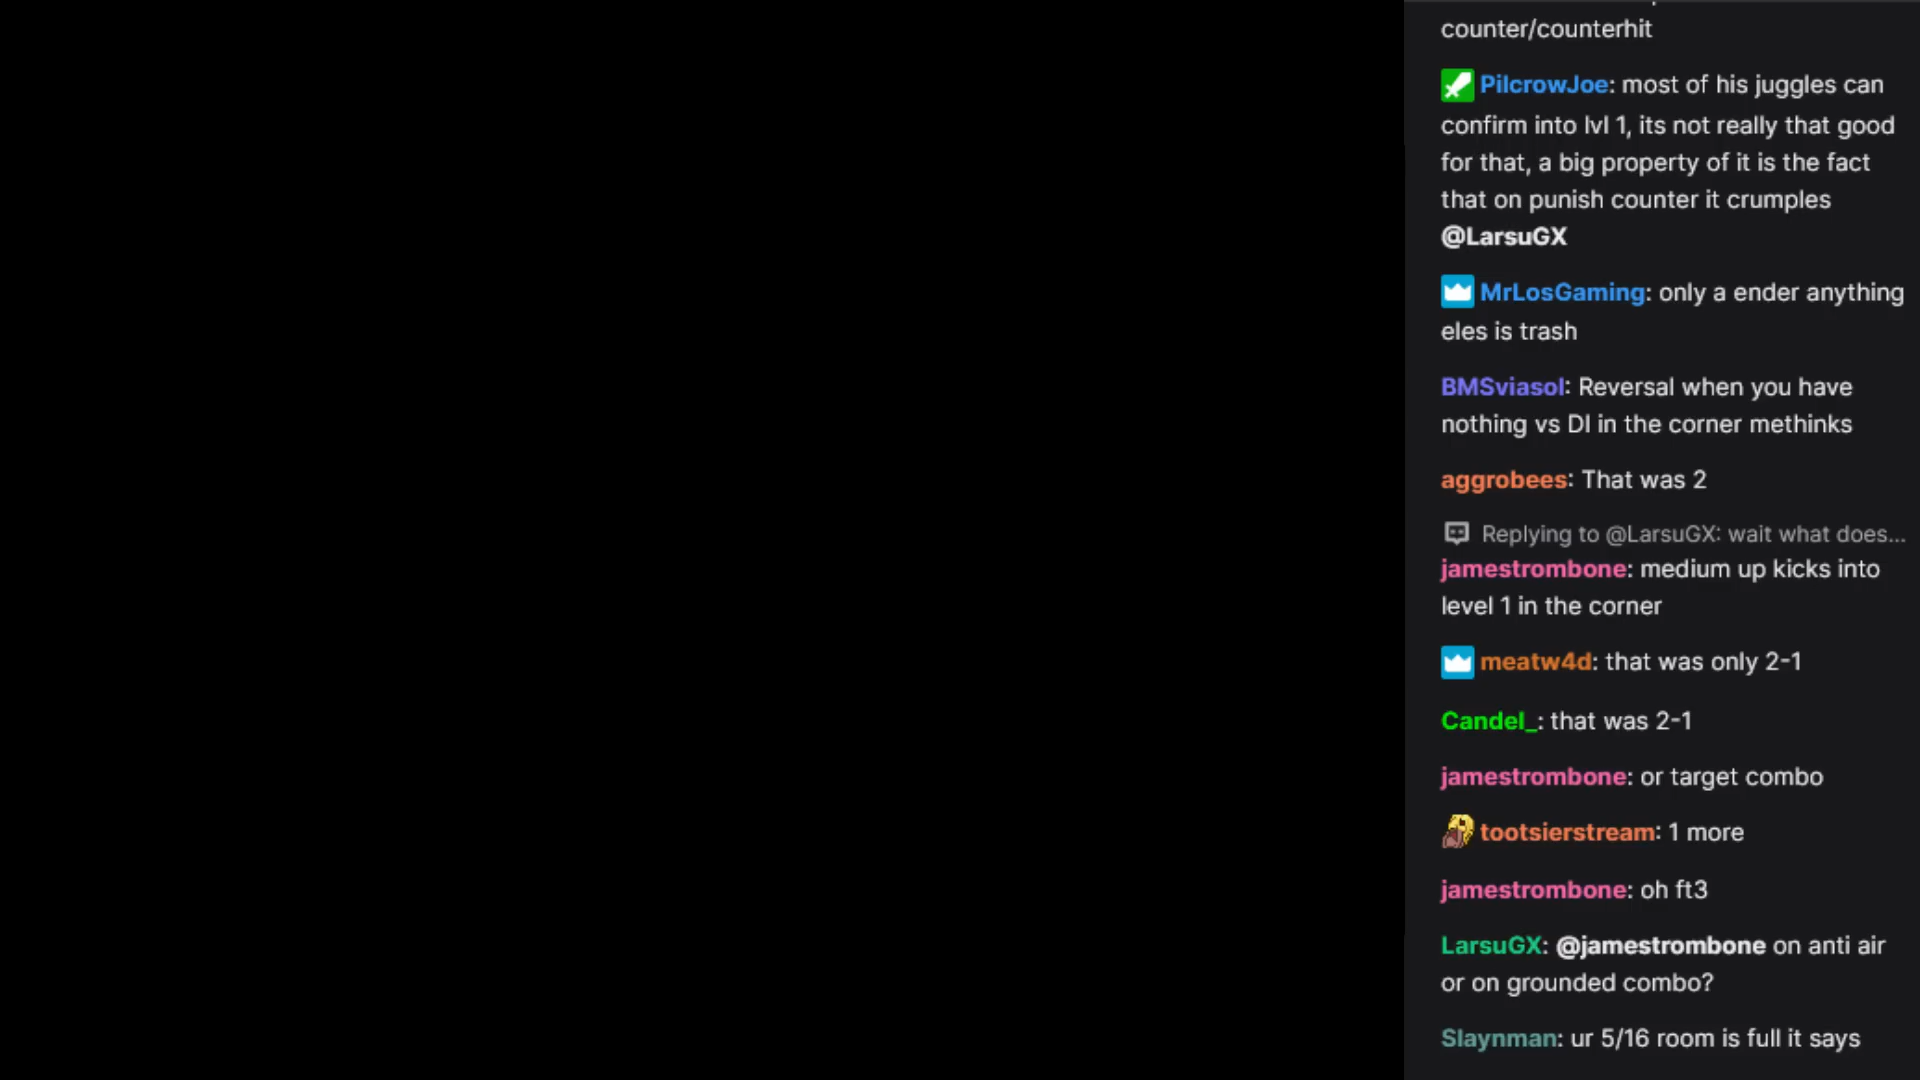 counter/counterhit
PilcrowJoe: most of his juggles can
confirm into lvl 1, its not really that good
for that, a big property of it is the fact
that on punish counter it crumples
@LarsuGX
MrLosGaming: only a ender anything
eles is trash
BMSviasol: Reversal when you have
nothing vs DI in the corner methinks
aggrobees: That was 2
Replying to @LarsuGX: wait what does...
jamestrombone: medium up kicks into
level 1 in the corner
meatw4d: that was only 2-1
Candel_: that was 2-1
jamestrombone: or target combo
tootsierstream: 1 more
jamestrombone: oh ft3
LarsuGX: @jamestrombone on anti air
or on grounded combo?
Slaynman: ur 5/16 room is full it says